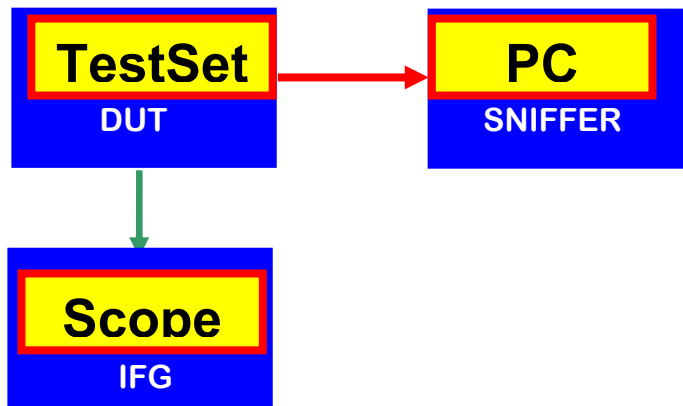 TestSet
DUT
PC
SNIFFER
Scope
IFG